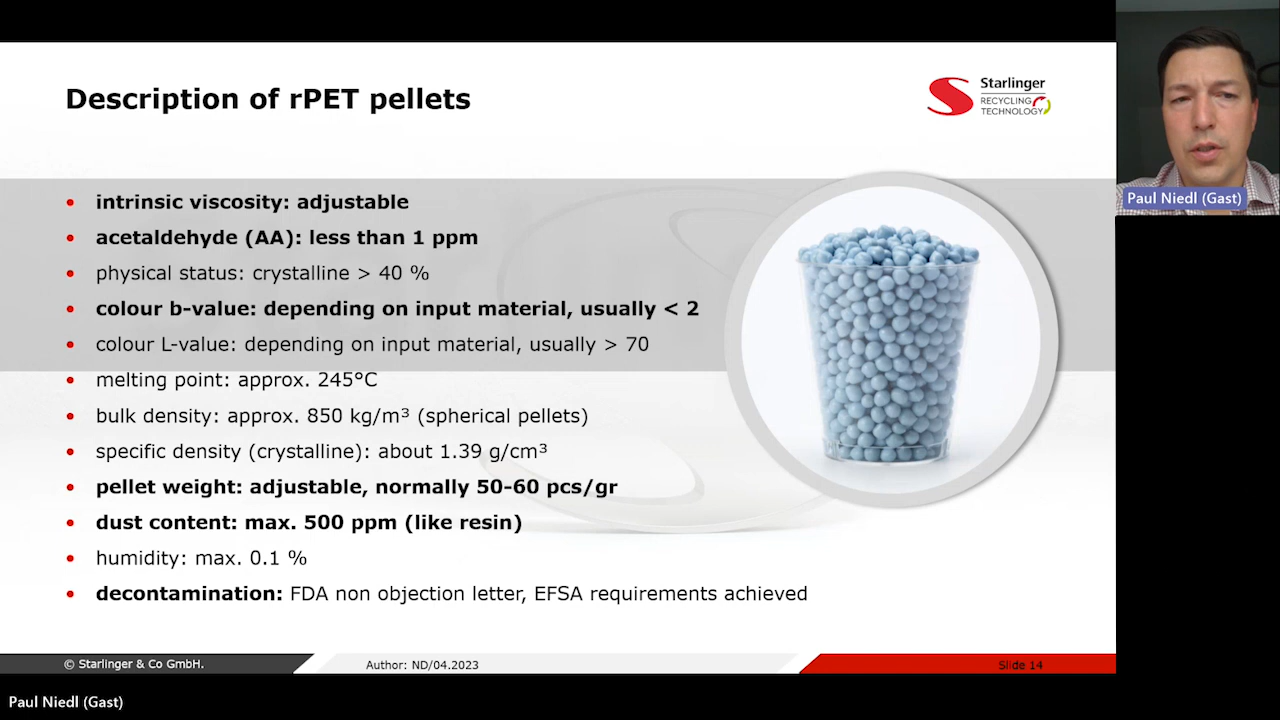 Description of rPET pellets
Starlinger
RECYCLING
TECHNOLOGY
• intrinsic viscosity: adjustable
• acetaldehyde (AA): less than 1 ppm
• physical status: crystalline > 40 %
• colour b-value: depending on input material, usually < 2
• colour L-value: depending on input material, usually > 70
• melting point: approx. 245°C
• bulk density: approx. 850 kg/m³ (spherical pellets)
• specific density (crystalline): about 1.39 g/cm³
• pellet weight: adjustable, normally 50-60 pcs/gr
• dust content: max. 500 ppm (like resin)
• humidity: max. 0.1 %
• decontamination: FDA non objection letter, EFSA requirements achieved
© Starlinger & Co GmbH.
Author: ND/04.2023
Slide 14
Paul Niedl (Gast)
Paul Niedl (Gast)